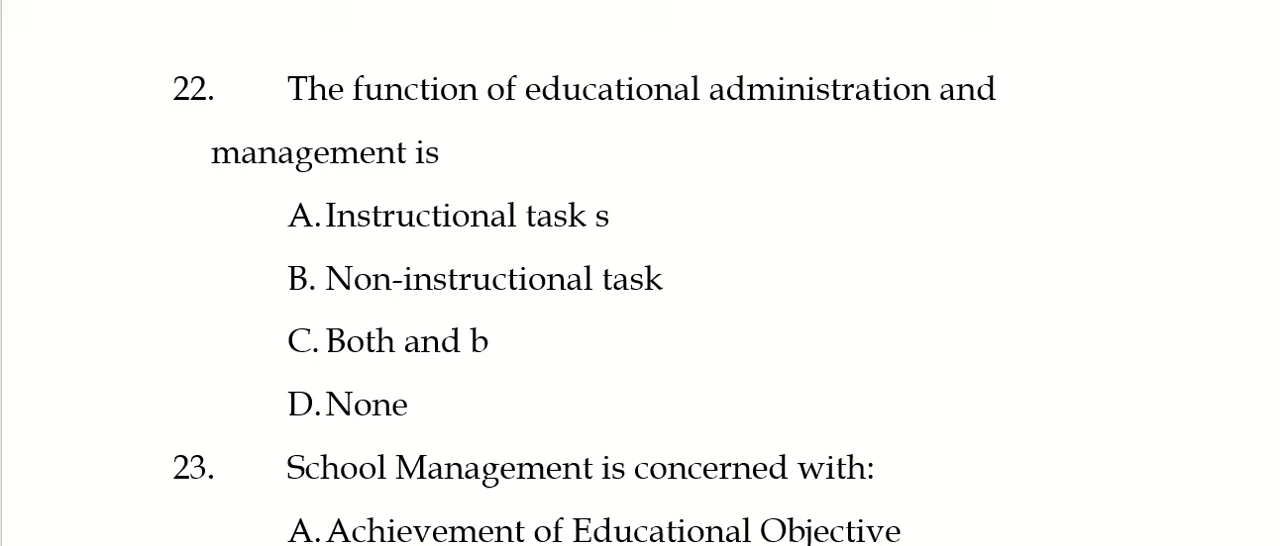 22. The function of educational administration and
management is
A. Instructional task s
B. Non-instructional task
C. Both and b
D. None
23. School Management is concerned with:
A. Achievement of Educational Objective